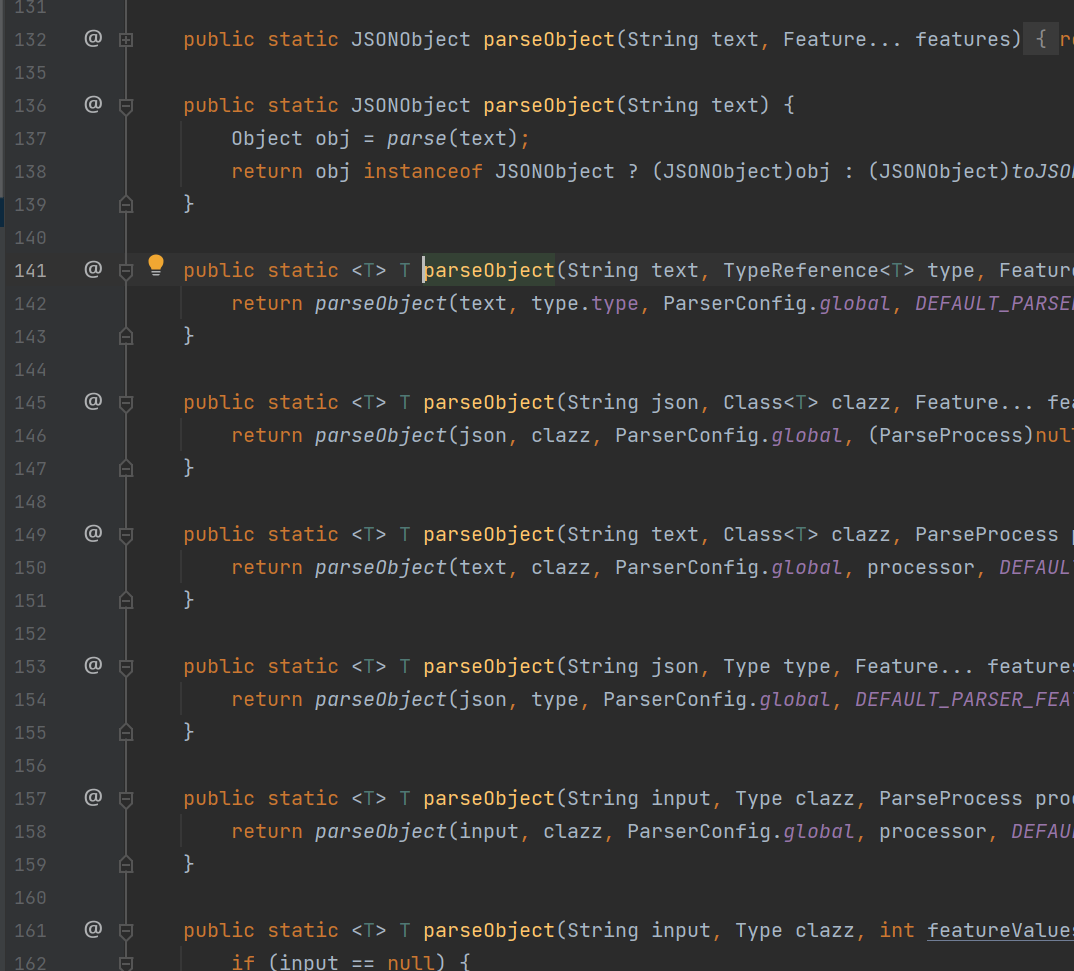 131
132 @ public static JSONObject parseObject(String text, Feature... features) { r
135
136 @ public static JSONObject parseObject(String text) {
137 Object obj = parse(text);
138 return obj instanceof JSONObject ? (JSONObject)obj : (JSONObject)toJSO
139 }
140
141 @ public static <T> T parseObject(String text, TypeReference<T> type, Featur
142 return parseObject(text, type.type, ParserConfig.global, DEFAULT_PARSE
143 }
144
145 @ public static <T> T parseObject(String json, Class<T> clazz, Feature... fea
146 return parseObject(json, clazz, ParserConfig.global, (ParseProcess)null
147 }
148
149 @ public static <T> T parseObject(String text, Class<T> clazz, ParseProcess p
150 return parseObject(text, clazz, ParserConfig.global, processor, DEFAUL
151 }
152
153 @ public static <T> T parseObject(String json, Type type, Feature... features
154 return parseObject(json, type, ParserConfig.global, DEFAULT_PARSER_FEA
155 }
156
157 @ public static <T> T parseObject(String input, Type clazz, ParseProcess pro
158 return parseObject(input, clazz, ParserConfig.global, processor, DEFAU
159 }
160
161 @ public static <T> T parseObject(String input, Type clazz, int featureValues
162 if (input == null) {